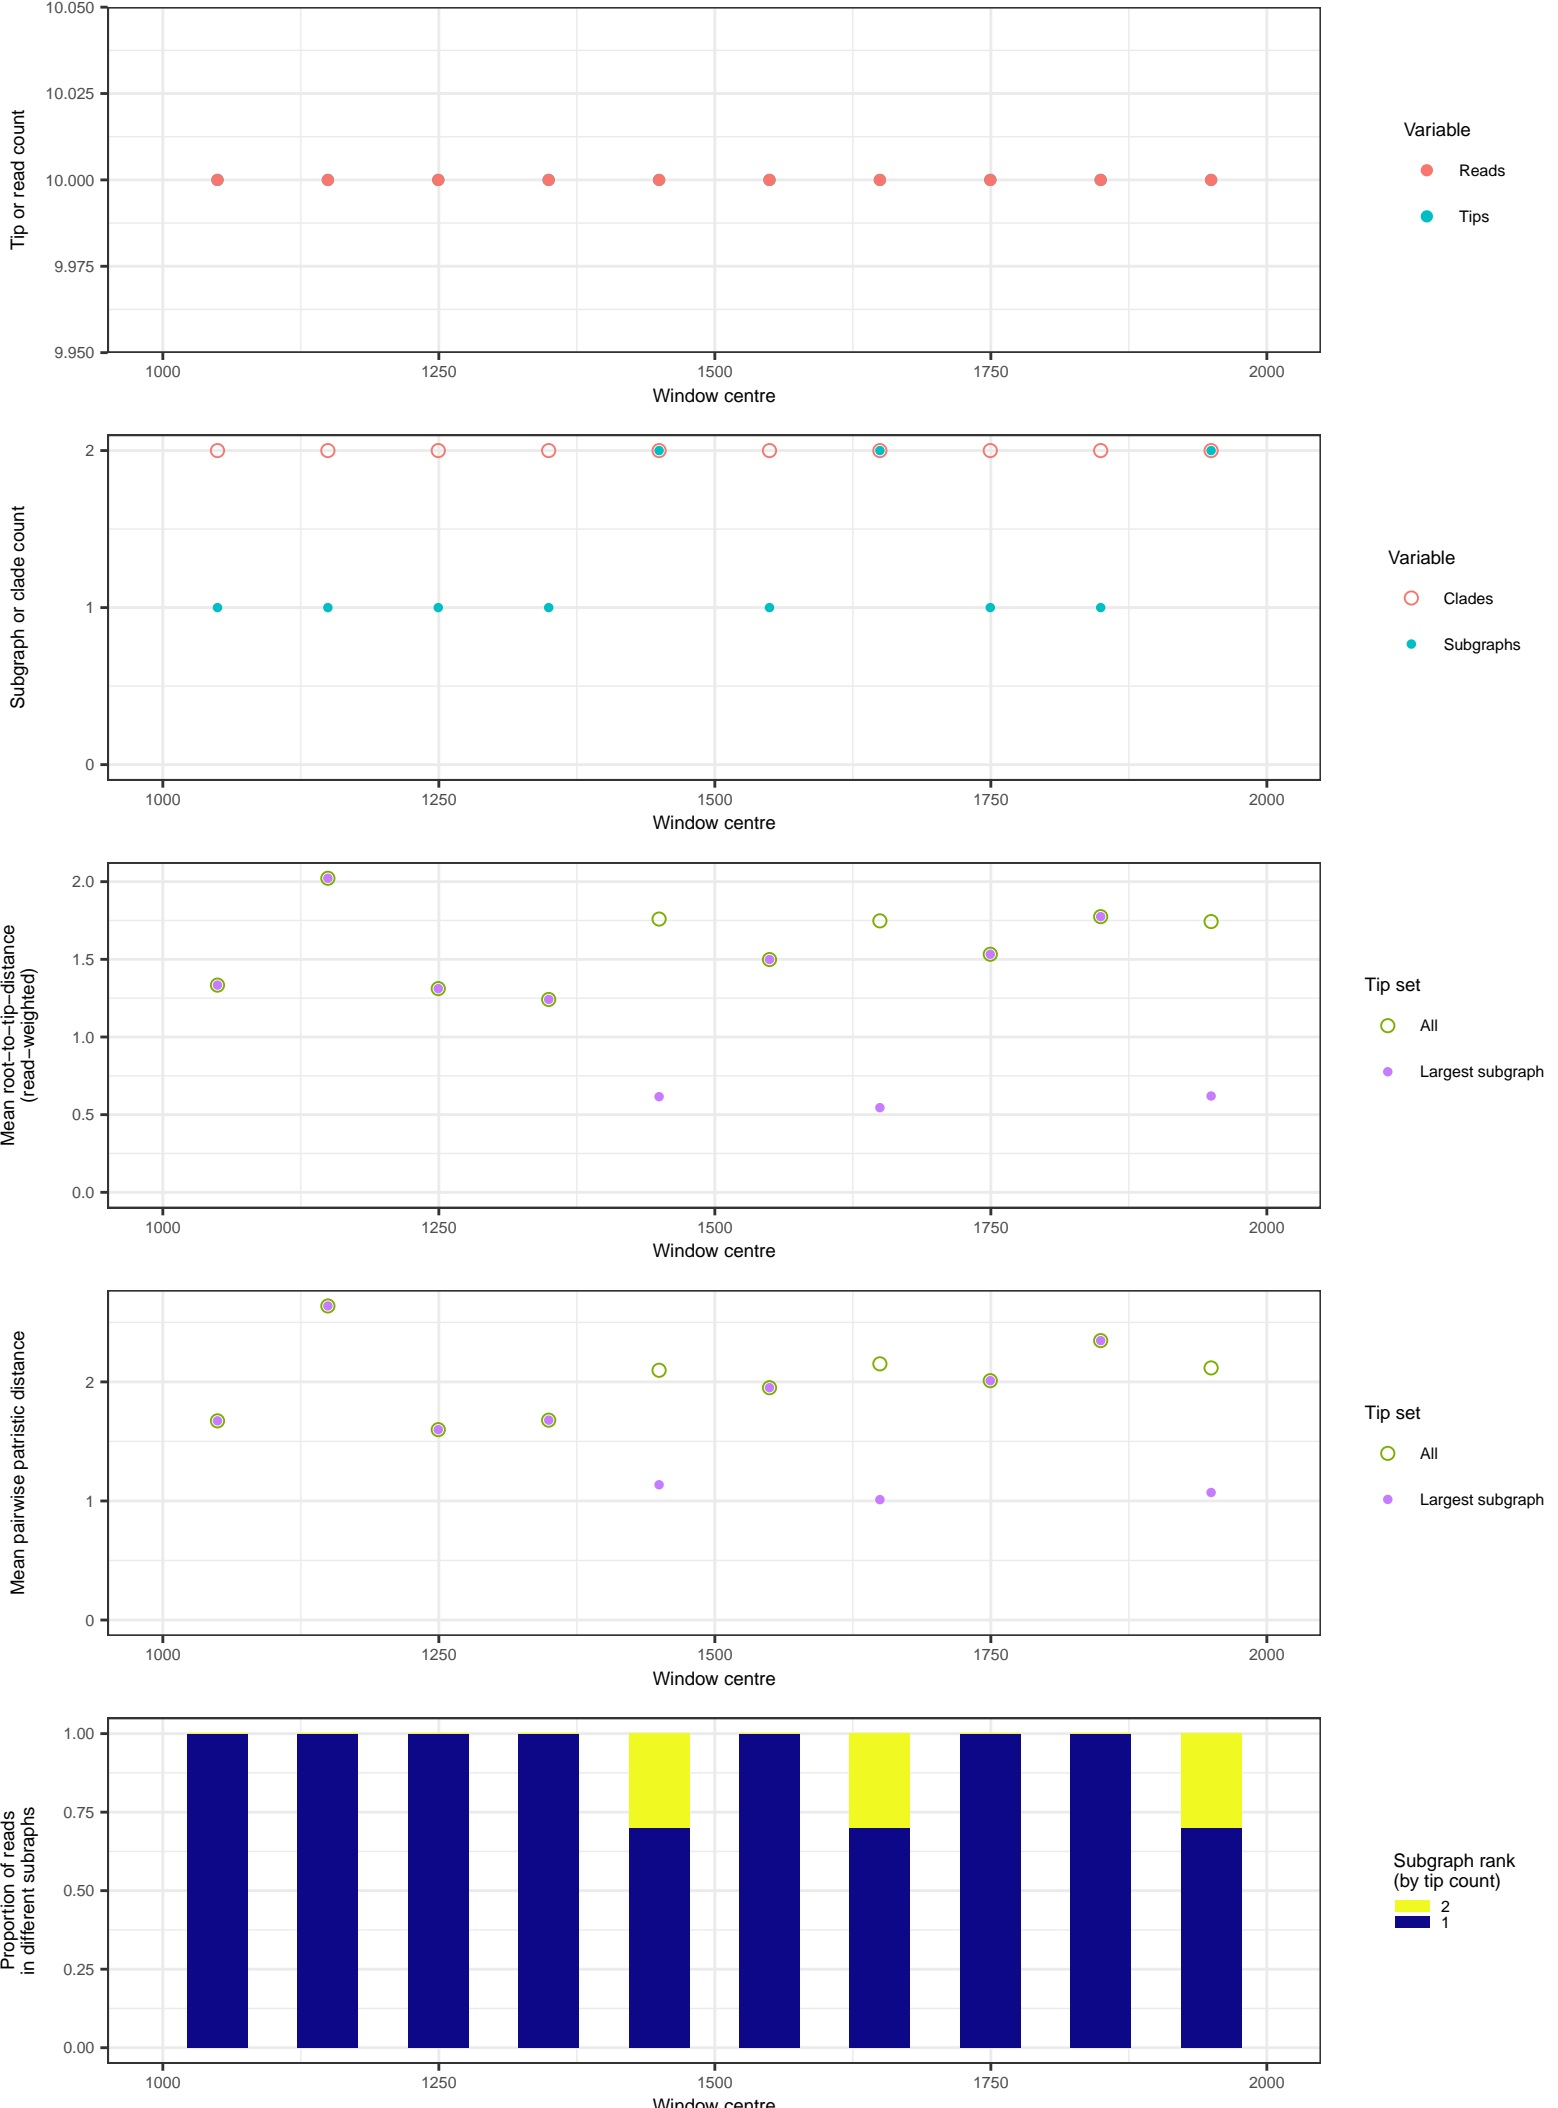 10.050
10.025
10.000
9.975
9.950
Tip or read count
1000 1250 1500 1750 2000
Window centre
Variable
Reads
Tips
2
1
0
Subgraph or clade count
1000 1250 1500 1750 2000
Window centre
Variable
Clades
Subgraphs
2.0
1.5
1.0
0.5
0.0
Mean root−to−tip−distance
(read−weighted)
1000 1250 1500 1750 2000
Window centre
Tip set
All
Largest subgraph
2
1
0
Mean pairwise patristic distance
1000 1250 1500 1750 2000
Window centre
Tip set
All
Largest subgraph
1.00
0.75
0.50
0.25
0.00
Proportion of reads
in different subraphs
1000 1250 1500 1750 2000
Window centre
Subgraph rank
(by tip count)
2
1